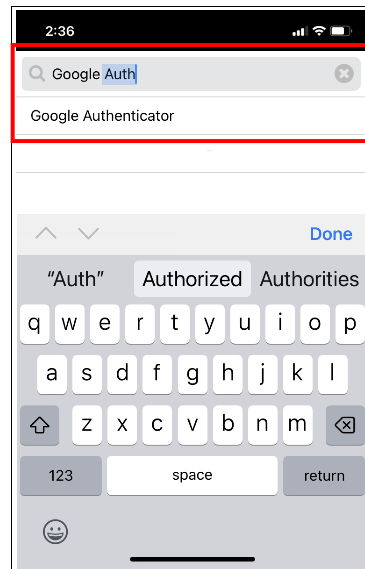 2:36
Google Auth
Google Authenticator
Done
“Auth” Authorized Authorities
q w e r t y u i o p
a s d f g h j k l
z x c v b n m
123 space return